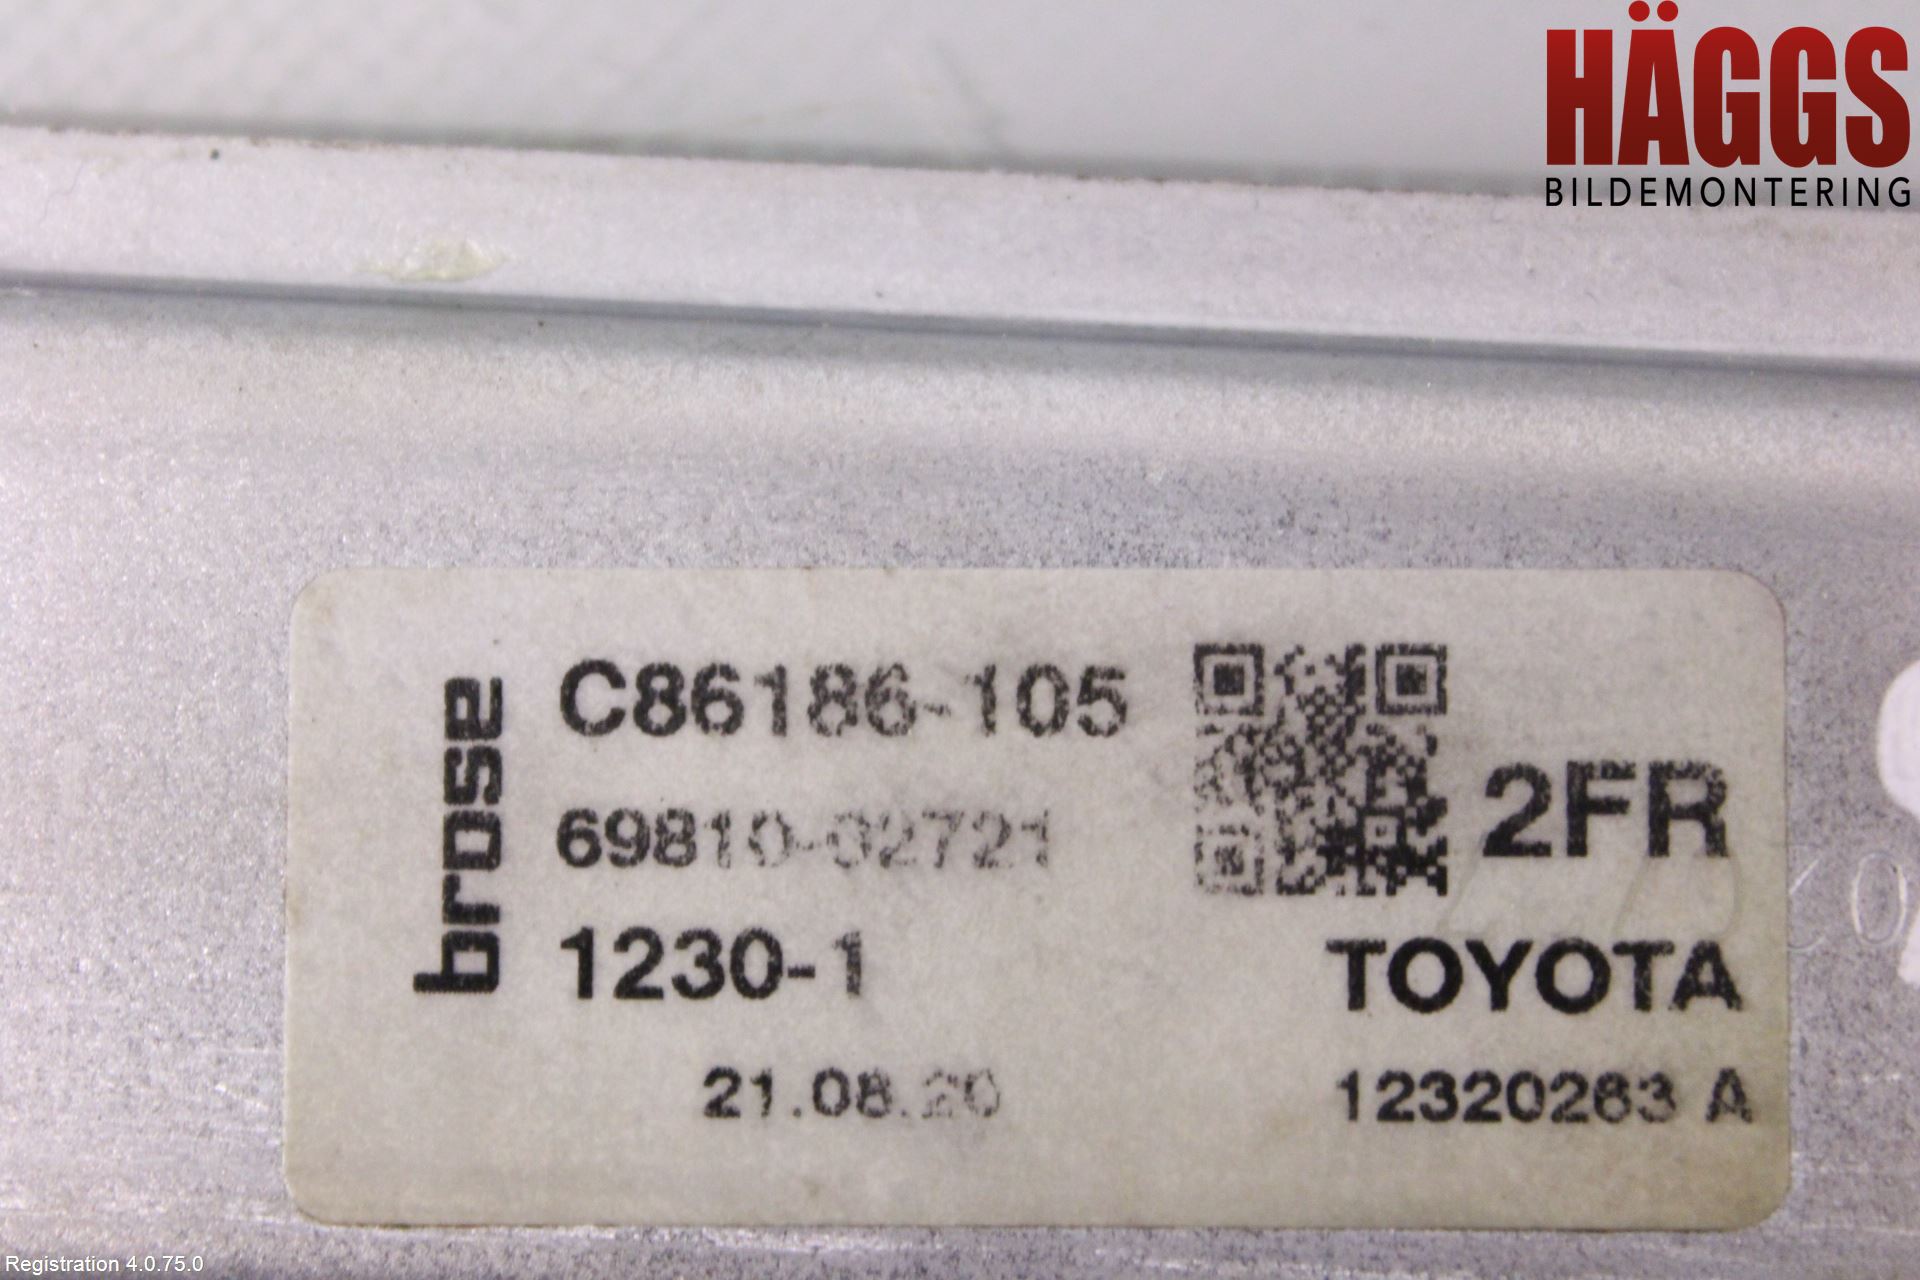 HÄGGS
BILDEMONTERING
brose
C86186-105
69810-02721
2FR
1230-1
TOYOTA
21.08.20
12320263 A
Registration 4.0.75.0